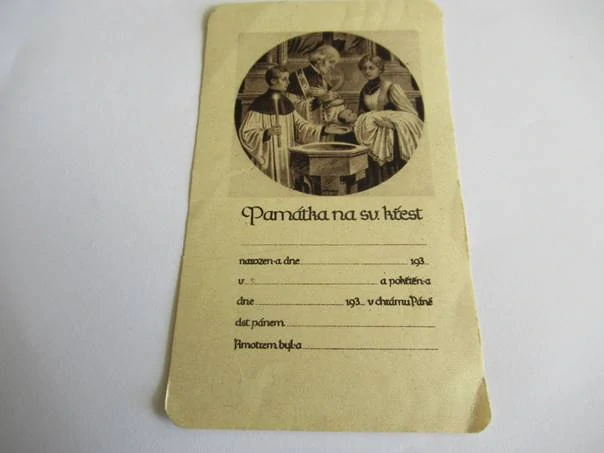 Památka na sv. křest
narozen-a dne 193
v a pokřtěn-a
dne 193 v chrámu Páně
dst. pánem
Kmotrem byl-a